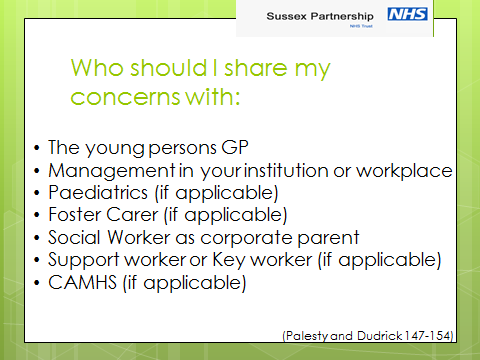 Sussex Partnership NHS
NHS Trust
Who should I share my
concerns with:
• The young persons GP
• Management in your institution or workplace
• Paediatrics (if applicable)
• Foster Carer (if applicable)
• Social Worker as corporate parent
• Support worker or Key worker (if applicable)
• CAMHS (if applicable)
(Palesty and Dudrick 147-154)